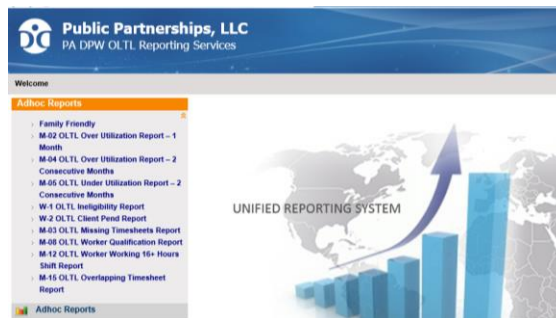 Public Partnerships, LLC
PA DPW OLTL Reporting Services
Welcome
Adhoc Reports
Family Friendly
M-02 OLTL Over Utilization Report – 1
Month
M-04 OLTL Over Utilization Report – 2
Consecutive Months
M-05 OLTL Under Utilization Report – 2
Consecutive Months
W-1 OLTL Ineligibility Report
W-2 OLTL Client Pend Report
M-03 OLTL Missing Timesheets Report
M-08 OLTL Worker Qualification Report
M-12 OLTL Worker Working 16+ Hours
Shift Report
M-15 OLTL Overlapping Timesheet
Report
Adhoc Reports
UNIFIED REPORTING SYSTEM